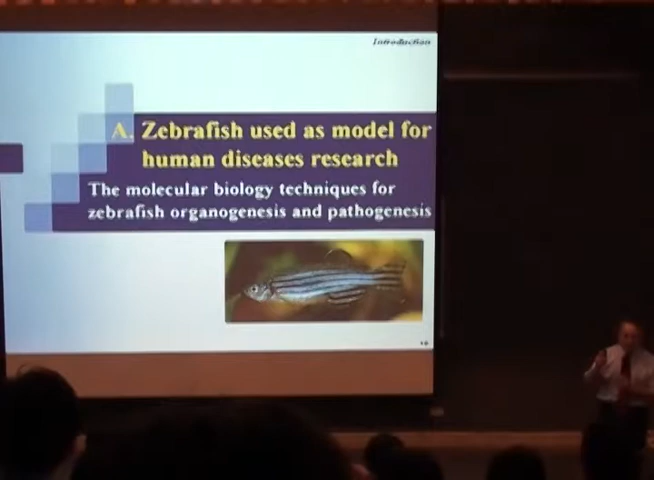 Introduction
A. Zebrafish used as model for
human diseases research
The molecular biology techniques for
zebrafish organogenesis and pathogenesis